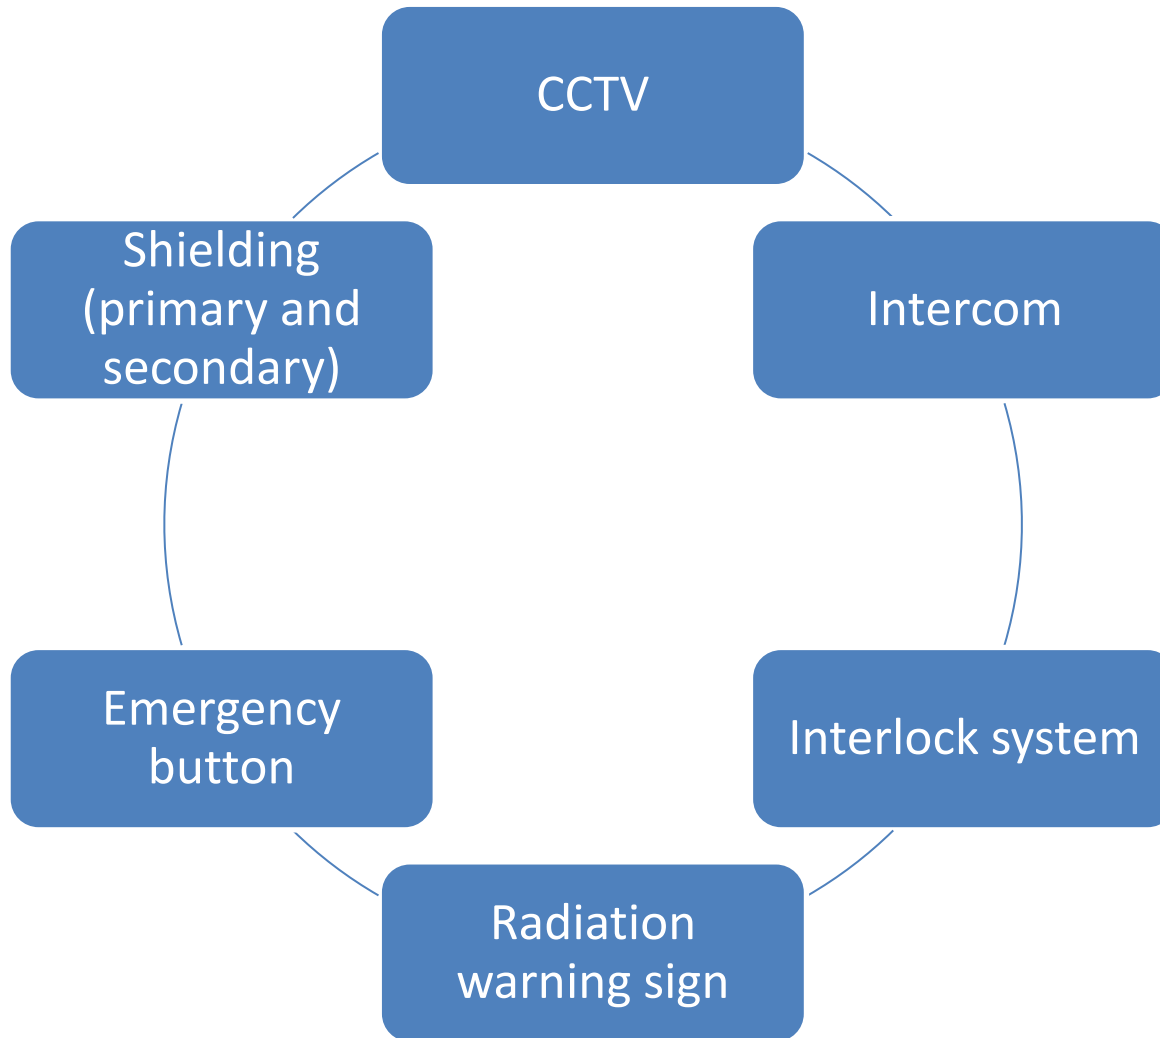 CCTV
Intercom
Interlock system
Radiation
warning sign
Emergency
button
Shielding
(primary and
secondary)